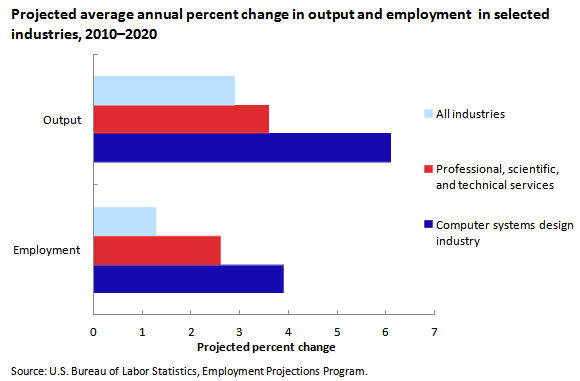 Projected average annual percent change in output and employment in selected
industries, 2010–2020
Output
Employment
All industries
Professional, scientific,
and technical services
Computer systems design
industry
0 1 2 3 4 5 6 7
Projected percent change
Source: U.S. Bureau of Labor Statistics, Employment Projections Program.